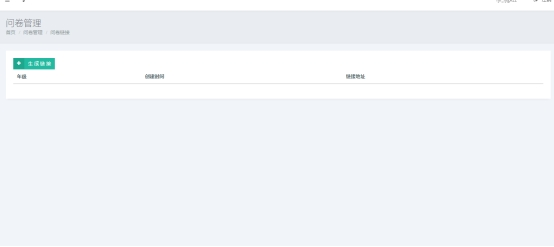 问卷管理
首页 / 问卷管理 / 问卷链接
+ 生成链接
年级 创建时间 链接地址